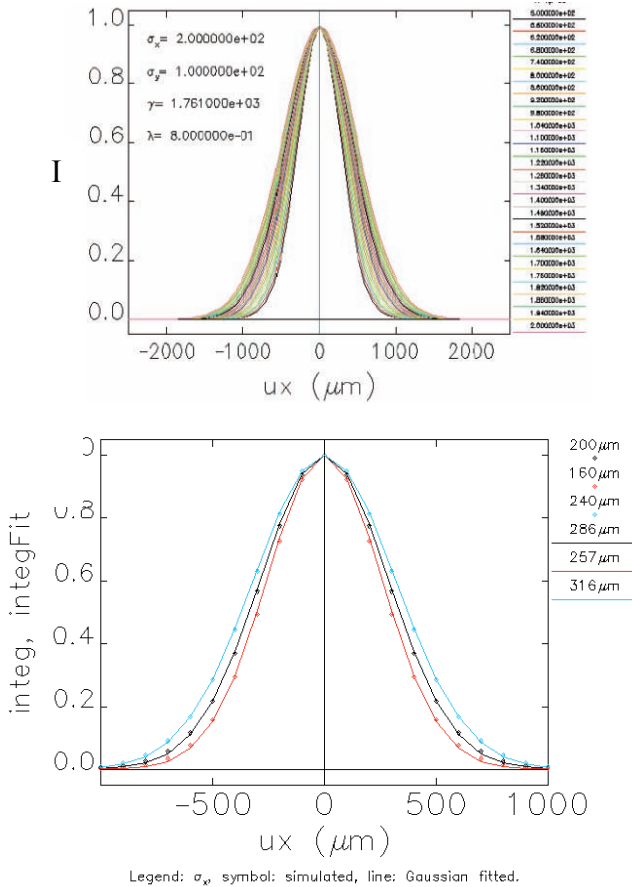 1.0
0.8
0.6
0.4
0.2
0.0
I
σx= 2.000000e+02
σy= 1.000000e+02
γ= 1.761000e+03
λ= 8.000000e-01
-2000
-1000
0
1000
2000
ux (μm)
5.000000e+02
5.600000e+02
6.200000e+02
6.800000e+02
7.400000e+02
8.000000e+02
8.600000e+02
9.200000e+02
9.800000e+02
1.040000e+03
1.100000e+03
1.160000e+03
1.220000e+03
1.280000e+03
1.340000e+03
1.400000e+03
1.460000e+03
1.520000e+03
1.580000e+03
1.640000e+03
1.700000e+03
1.760000e+03
1.820000e+03
1.880000e+03
1.940000e+03
2.000000e+03
0
0.8
0.6
0.4
0.2
0.0
integ, integFit
-500
0
500
1000
ux (μm)
200μm
160μm
240μm
286μm
257μm
316μm
Legend: σx, symbol: simulated, line: Gaussian fitted.